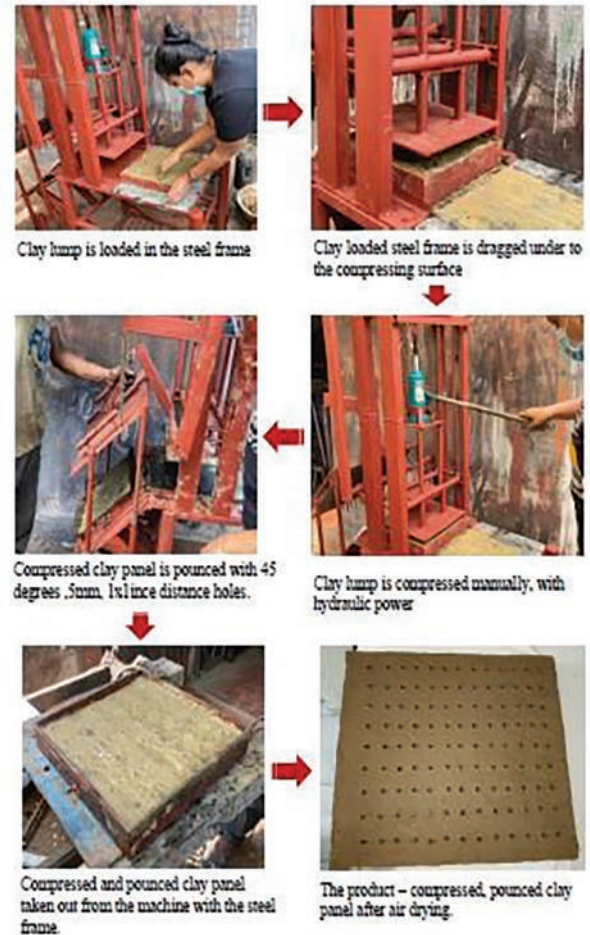 Clay lump is loaded in the steel frame
Clay loaded steel frame is dragged under to
the compressing surface
Compressed clay panel is pounced with 45
degrees ,5mm, 1x1ince distance holes.
Clay lump is compressed manually, with
hydraulic power
Compressed and pounced clay panel
taken out from the machine with the steel
frame.
The product – compressed, pounced clay
panel after air drying.